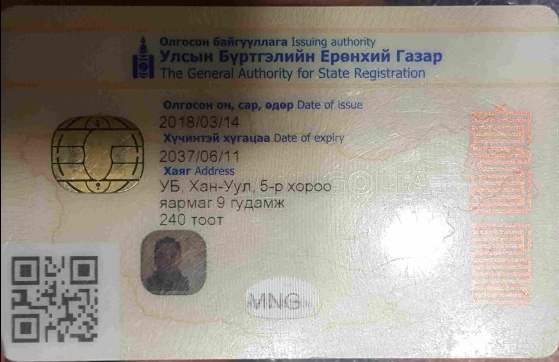 Олгосон байгууллага Issuing authority
Улсын Бүртгэлийн Ерөнхий Газар
The General Authority for State Registration
Олгосон он, сар, өдөр Date of issue
2018/03/14
Хүчинтэй хугацаа Date of expiry
2037/06/11
Хаяг Address
УБ, Хан-Уул, 5-р хороо
яармаг 9 гудамж
240 тоот
MNG